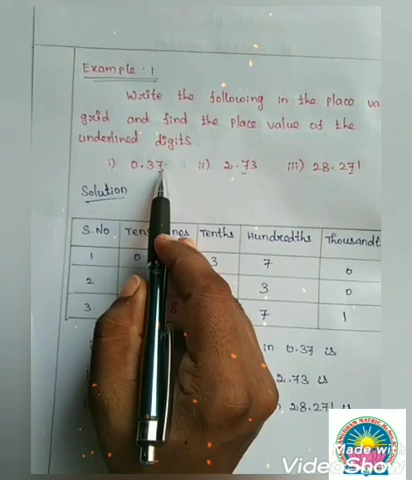 Example : 1
Write the following in the place va
grid and find the place value of the
underlined digits.
i) 0.37 ii) 2.73 iii) 28.271
Solution
S.No. Tens Ones Tenths Hundredths Thousandt
1 0 3 7 0
2 3 0
3 8 7 1
in 0.37 is
2.73 is
28.271 is
Made with
VideoShow